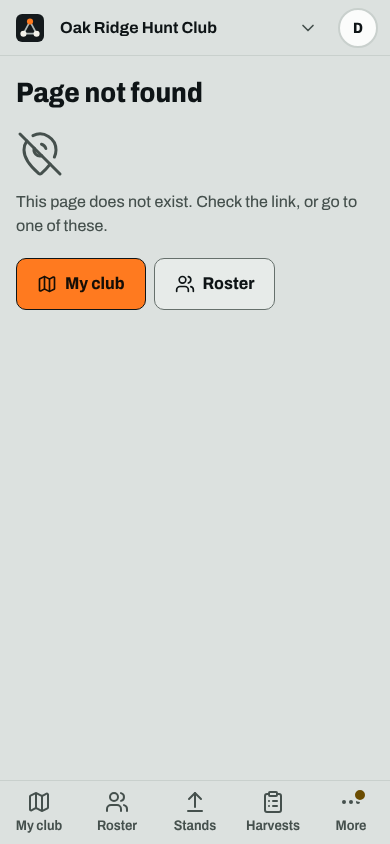 Oak Ridge Hunt Club
D
Page not found
This page does not exist. Check the link, or go to
one of these.
My club
Roster
My club
Roster
Stands
Harvests
More